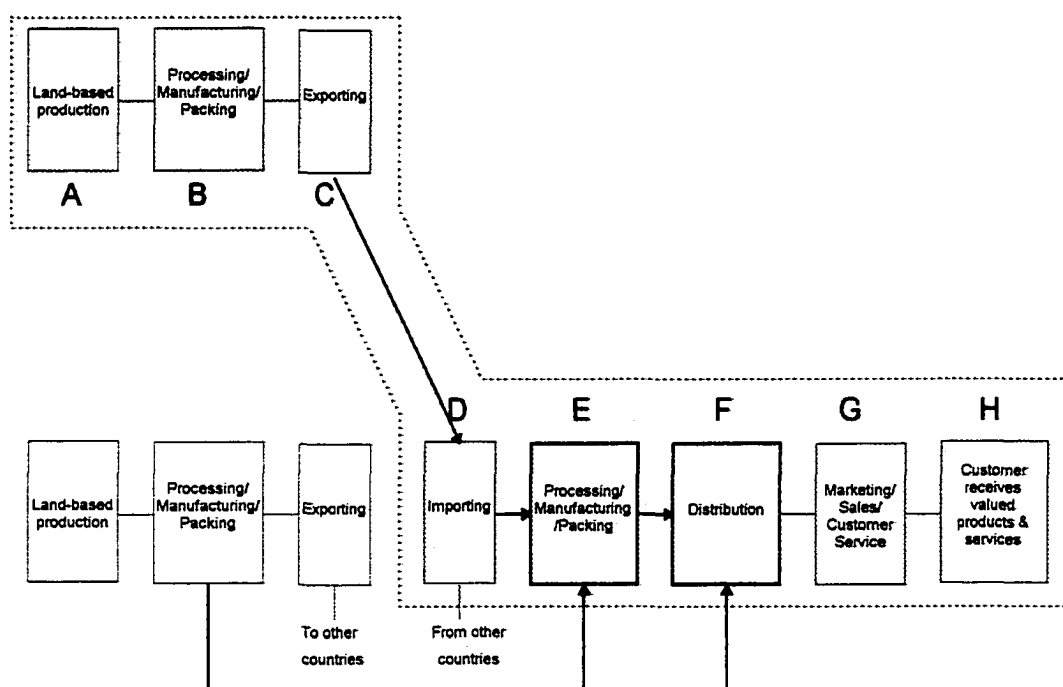 Land-based
production
Processing/
Manufacturing/
Packing
Exporting
A
B
C
D
E
F
G
H
Land-based
production
Processing/
Manufacturing/
Packing
Exporting
Importing
Processing/
Manufacturing
/Packing
Distribution
Marketing/
Sales/
Customer
Service
Customer
receives
valued
products &
services
To other
countries
From other
countries